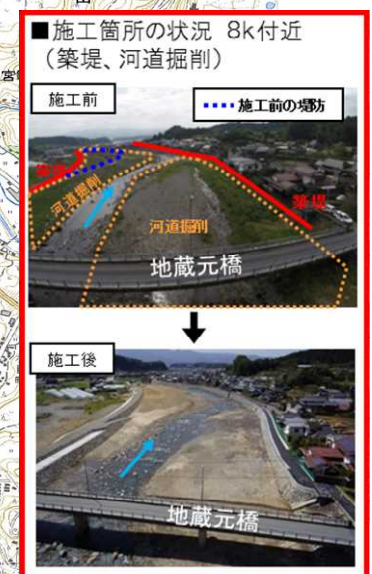 ■施工箇所の状況 8k付近
（築堤、河道掘削）
施工前
施工前の堤防
築堤
河道掘削
河道掘削
築堤
地蔵元橋
施工後
地蔵元橋